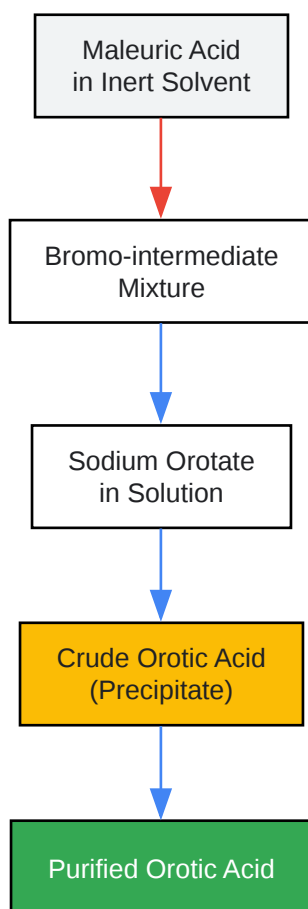 Maleuric Acid
in Inert Solvent
Bromo-intermediate
Mixture
Sodium Orotate
in Solution
Crude Orotic Acid
(Precipitate)
Purified Orotic Acid